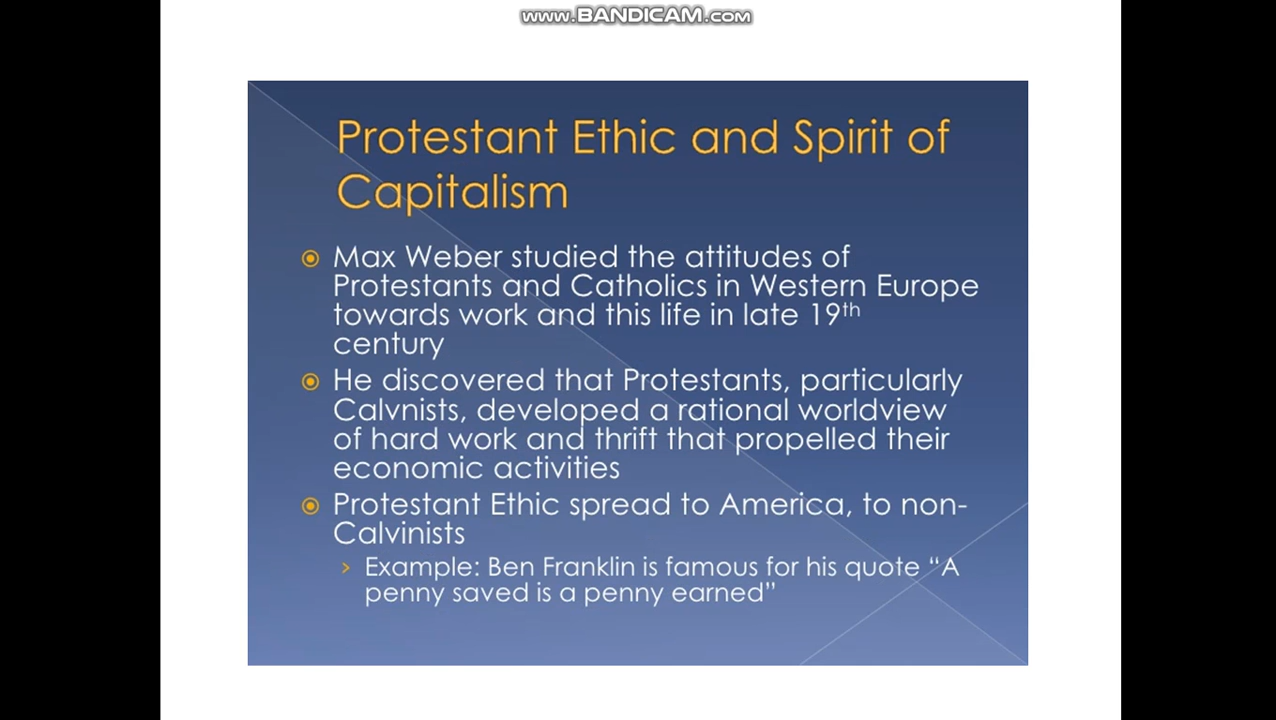 www.BANDICAM.com
Protestant Ethic and Spirit of
Capitalism
Max Weber studied the attitudes of
Protestants and Catholics in Western Europe
towards work and this life in late 19th
century
He discovered that Protestants, particularly
Calvnists, developed a rational worldview
of hard work and thrift that propelled their
economic activities
Protestant Ethic spread to America, to non-
Calvinists
Example: Ben Franklin is famous for his quote “A
penny saved is a penny earned”